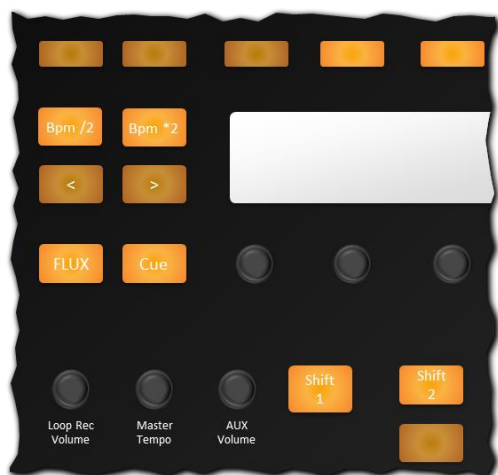 Bpm /2
Bpm *2
<
>
FLUX
Cue
Shift
1
Shift
2
Loop Rec
Volume
Master
Tempo
AUX
Volume